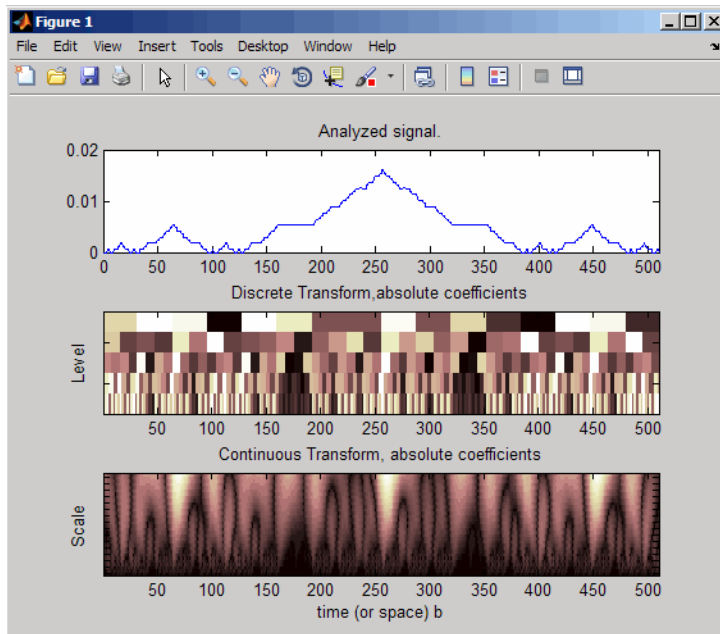 Figure 1
File Edit View Insert Tools Desktop Window Help
Analyzed signal.
0.02
0.01
0
0 50 100 150 200 250 300 350 400 450 500
Discrete Transform,absolute coefficients
Level
50 100 150 200 250 300 350 400 450 500
Continuous Transform, absolute coefficients
Scale
50 100 150 200 250 300 350 400 450 500
time (or space) b